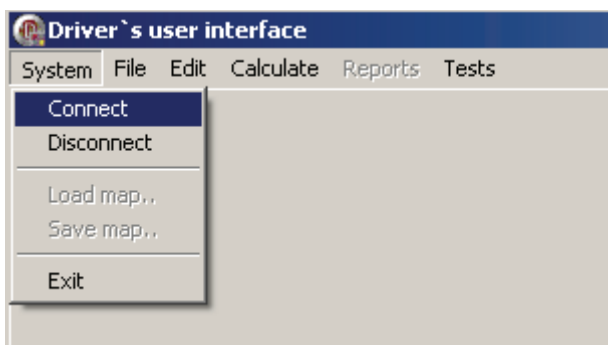 Driver`s user interface
System File Edit Calculate Reports Tests
Connect
Disconnect
Load map..
Save map..
Exit